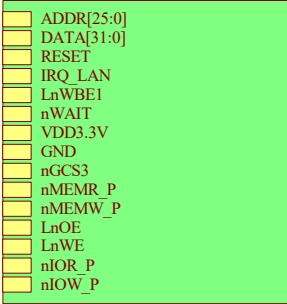 ADDR[25:0]
DATA[31:0]
RESET
IRQ_LAN
LnWBE1
nWAIT
VDD3.3V
GND
nGCS3
nMEMR_P
nMEMW_P
LnOE
LnWE
nIOR_P
nIOW_P